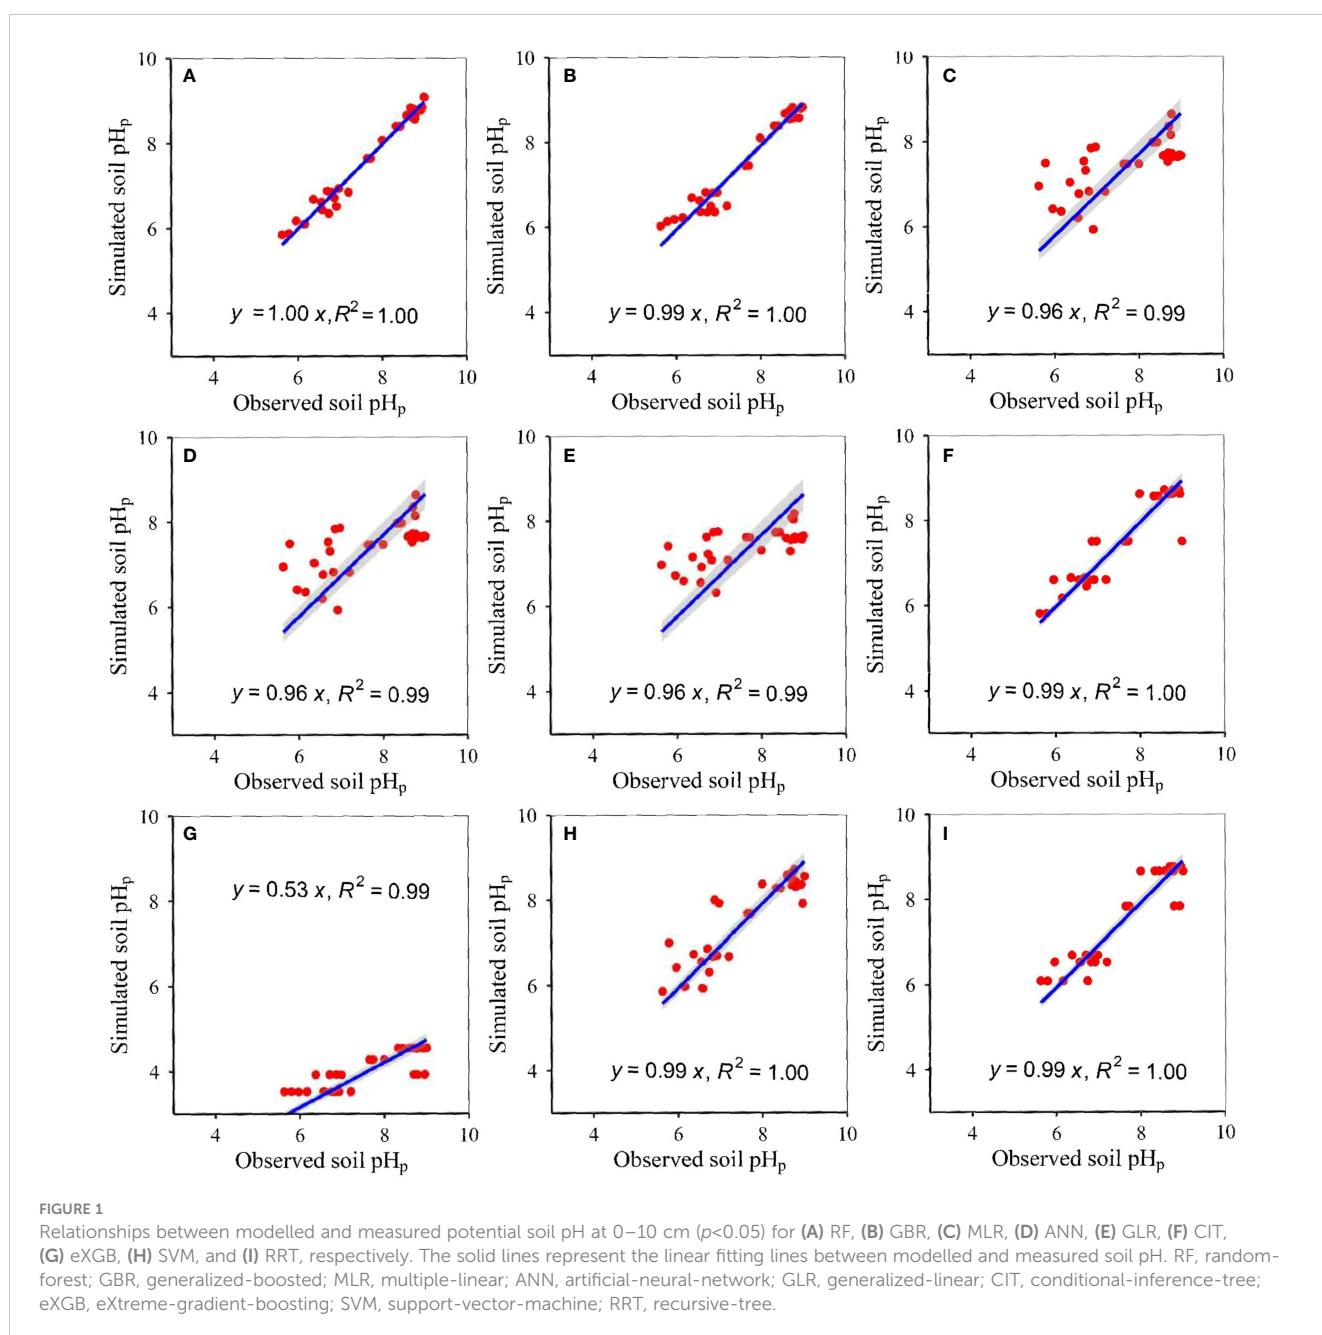 A
10
8
6
4
Simulated soil pHp
y = 1.00 x, R2 = 1.00
4 6 8 10
Observed soil pHp
B
10
8
6
4
Simulated soil pHp
y = 0.99 x, R2 = 1.00
4 6 8 10
Observed soil pHp
C
10
8
6
4
Simulated soil pHp
y = 0.96 x, R2 = 0.99
4 6 8 10
Observed soil pHp
D
10
8
6
4
Simulated soil pHp
y = 0.96 x, R2 = 0.99
4 6 8 10
Observed soil pHp
E
10
8
6
4
Simulated soil pHp
y = 0.96 x, R2 = 0.99
4 6 8 10
Observed soil pHp
F
10
8
6
4
Simulated soil pHp
y = 0.99 x, R2 = 1.00
4 6 8 10
Observed soil pHp
G
10
8
6
4
Simulated soil pHp
y = 0.53 x, R2 = 0.99
4 6 8 10
Observed soil pHp
H
10
8
6
4
Simulated soil pHp
y = 0.99 x, R2 = 1.00
4 6 8 10
Observed soil pHp
I
10
8
6
4
Simulated soil pHp
y = 0.99 x, R2 = 1.00
4 6 8 10
Observed soil pHp
FIGURE 1
Relationships between modelled and measured potential soil pH at 0–10 cm (p<0.05) for (A) RF, (B) GBR, (C) MLR, (D) ANN, (E) GLR, (F) CIT,
(G) eXGB, (H) SVM, and (I) RRT, respectively. The solid lines represent the linear fitting lines between modelled and measured soil pH. RF, random-
forest; GBR, generalized-boosted; MLR, multiple-linear; ANN, artificial-neural-network; GLR, generalized-linear; CIT, conditional-inference-tree;
eXGB, eXtreme-gradient-boosting; SVM, support-vector-machine; RRT, recursive-tree.